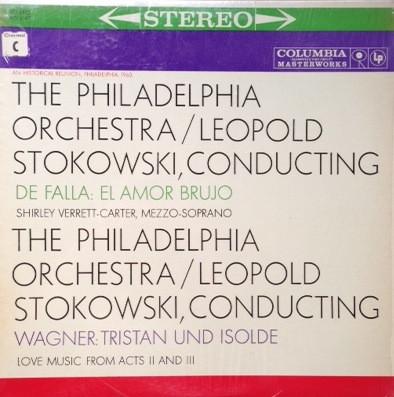 STEREO
C
COLUMBIA
MASTERWORKS
LP
AN HISTORICAL REUNION, PHILADELPHIA, 1960
THE PHILADELPHIA
ORCHESTRA/LEOPOLD
STOKOWSKI, CONDUCTING
DE FALLA: EL AMOR BRUJO
SHIRLEY VERRETT-CARTER, MEZZO-SOPRANO
THE PHILADELPHIA
ORCHESTRA/LEOPOLD
STOKOWSKI, CONDUCTING
WAGNER: TRISTAN UND ISOLDE
LOVE MUSIC FROM ACTS II AND III